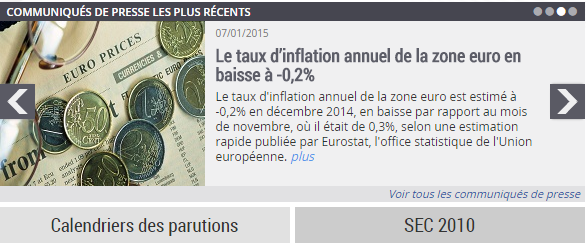 COMMUNIQUÉS DE PRESSE LES PLUS RÉCENTS
EURO PRICES
CURRENCIES &
50
from
07/01/2015
Le taux d'inflation annuel de la zone euro en
baisse à -0,2%
Le taux d'inflation annuel de la zone euro est estimé à
-0,2% en décembre 2014, en baisse par rapport au mois
de novembre, où il était de 0,3%, selon une estimation
rapide publiée par Eurostat, l'office statistique de l'Union
européenne. plus
Voir tous les communiqués de presse
Calendriers des parutions
SEC 2010